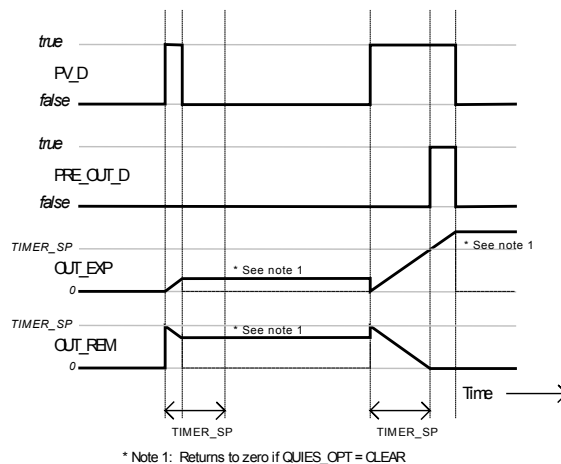 true
PV_D
false
true
PRE_OUT_D
false
TIMER_SP
* See note 1
OUT_EXP
* See note 1
0
TIMER_SP
* See note 1
OUT_REM
0
Time
TIMER_SP
TIMER_SP
* Note 1: Returns to zero if QUIES_OPT = CLEAR